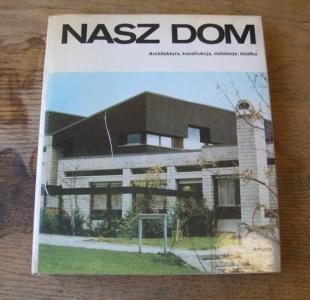 NASZ DOM
Architektura, konstrukcja, instalacje, działka
Arkady